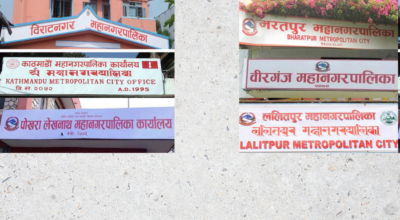 विराटनगर महानगरपालिका
काठमाडौं महानगरपालिका कार्यालय
KATHMANDU METROPOLITAN CITY OFFICE
वि.सं. २०५२ A.D. 1995
पोखरा लेखनाथ महानगरपालिका कार्यालय
भरतपुर महानगरपालिका
BHARATPUR METROPOLITAN CITY
वीरगंज महानगरपालिका
ललितपुर महानगरपालिका
LALITPUR METROPOLITAN CITY